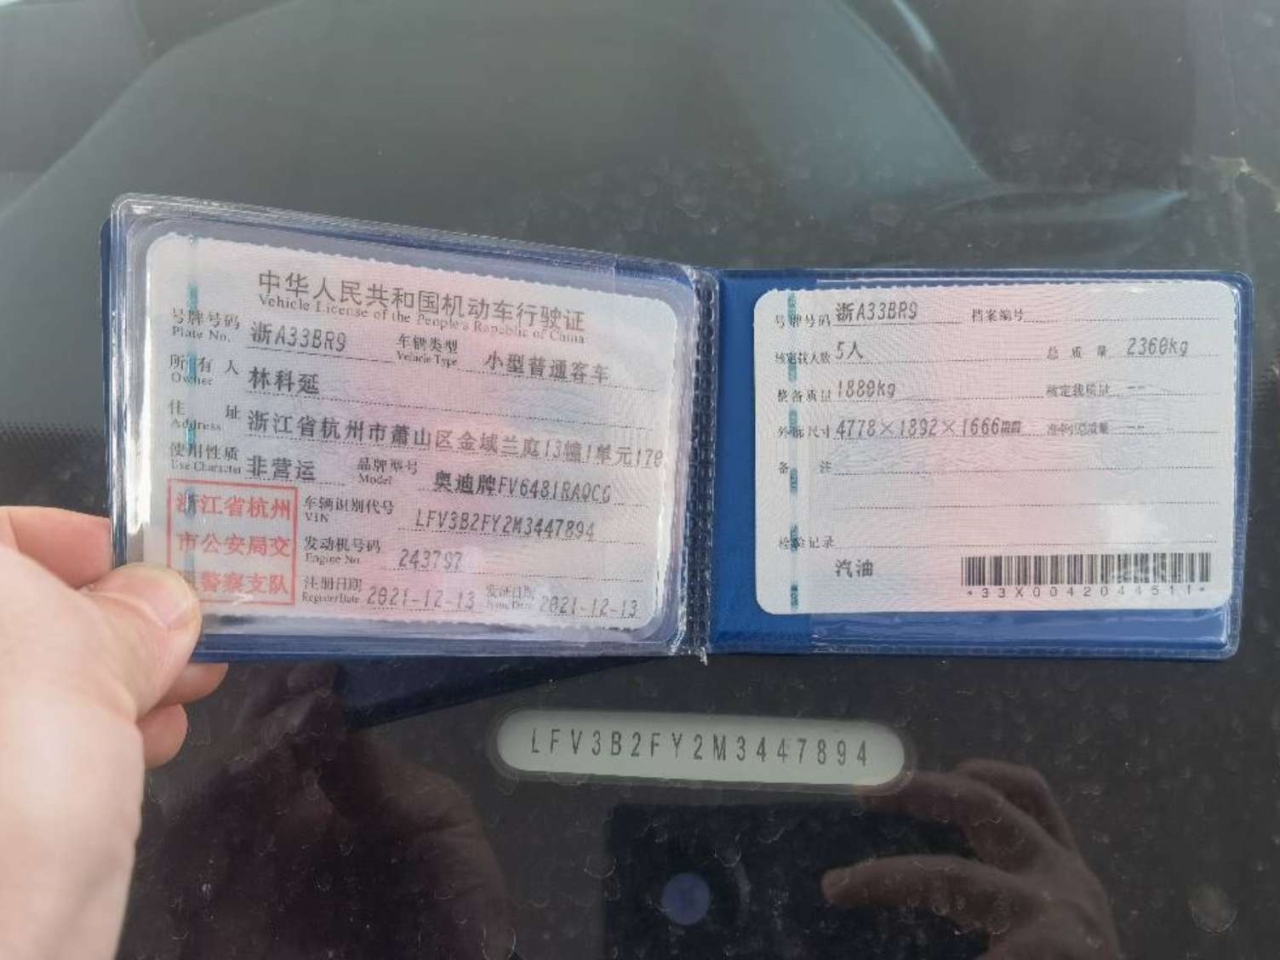 中华人民共和国机动车行驶证
Vehicle License of the People's Republic of China
号牌号码 浙A33BR9 车辆类型 小型普通客车
Plate No. Vehicle Type
所有人 林科延
Owner
住址 浙江省杭州市萧山区金域兰庭13幢1单元170
Address
使用性质 非营运 品牌型号 奥迪牌FV6481RAQCG
Use Character Model
浙江省杭州
市公安局交
警察支队
车辆识别代号 LFV3B2FY2M3447894
VIN
发动机号码 243797
Engine No.
注册日期 2021-12-13 发证日期 2021-12-13
Register Date Issue Date
号牌号码 浙A33BR9 档案编号
核定载人数 5人 总质量 2360kg
整备质量 1880kg 核定载质量 --
外廓尺寸 4778×1892×1666mm 准牵引总质量 --
备注
检验记录
汽油
*33X0042044511*
LFV3B2FY2M3447894